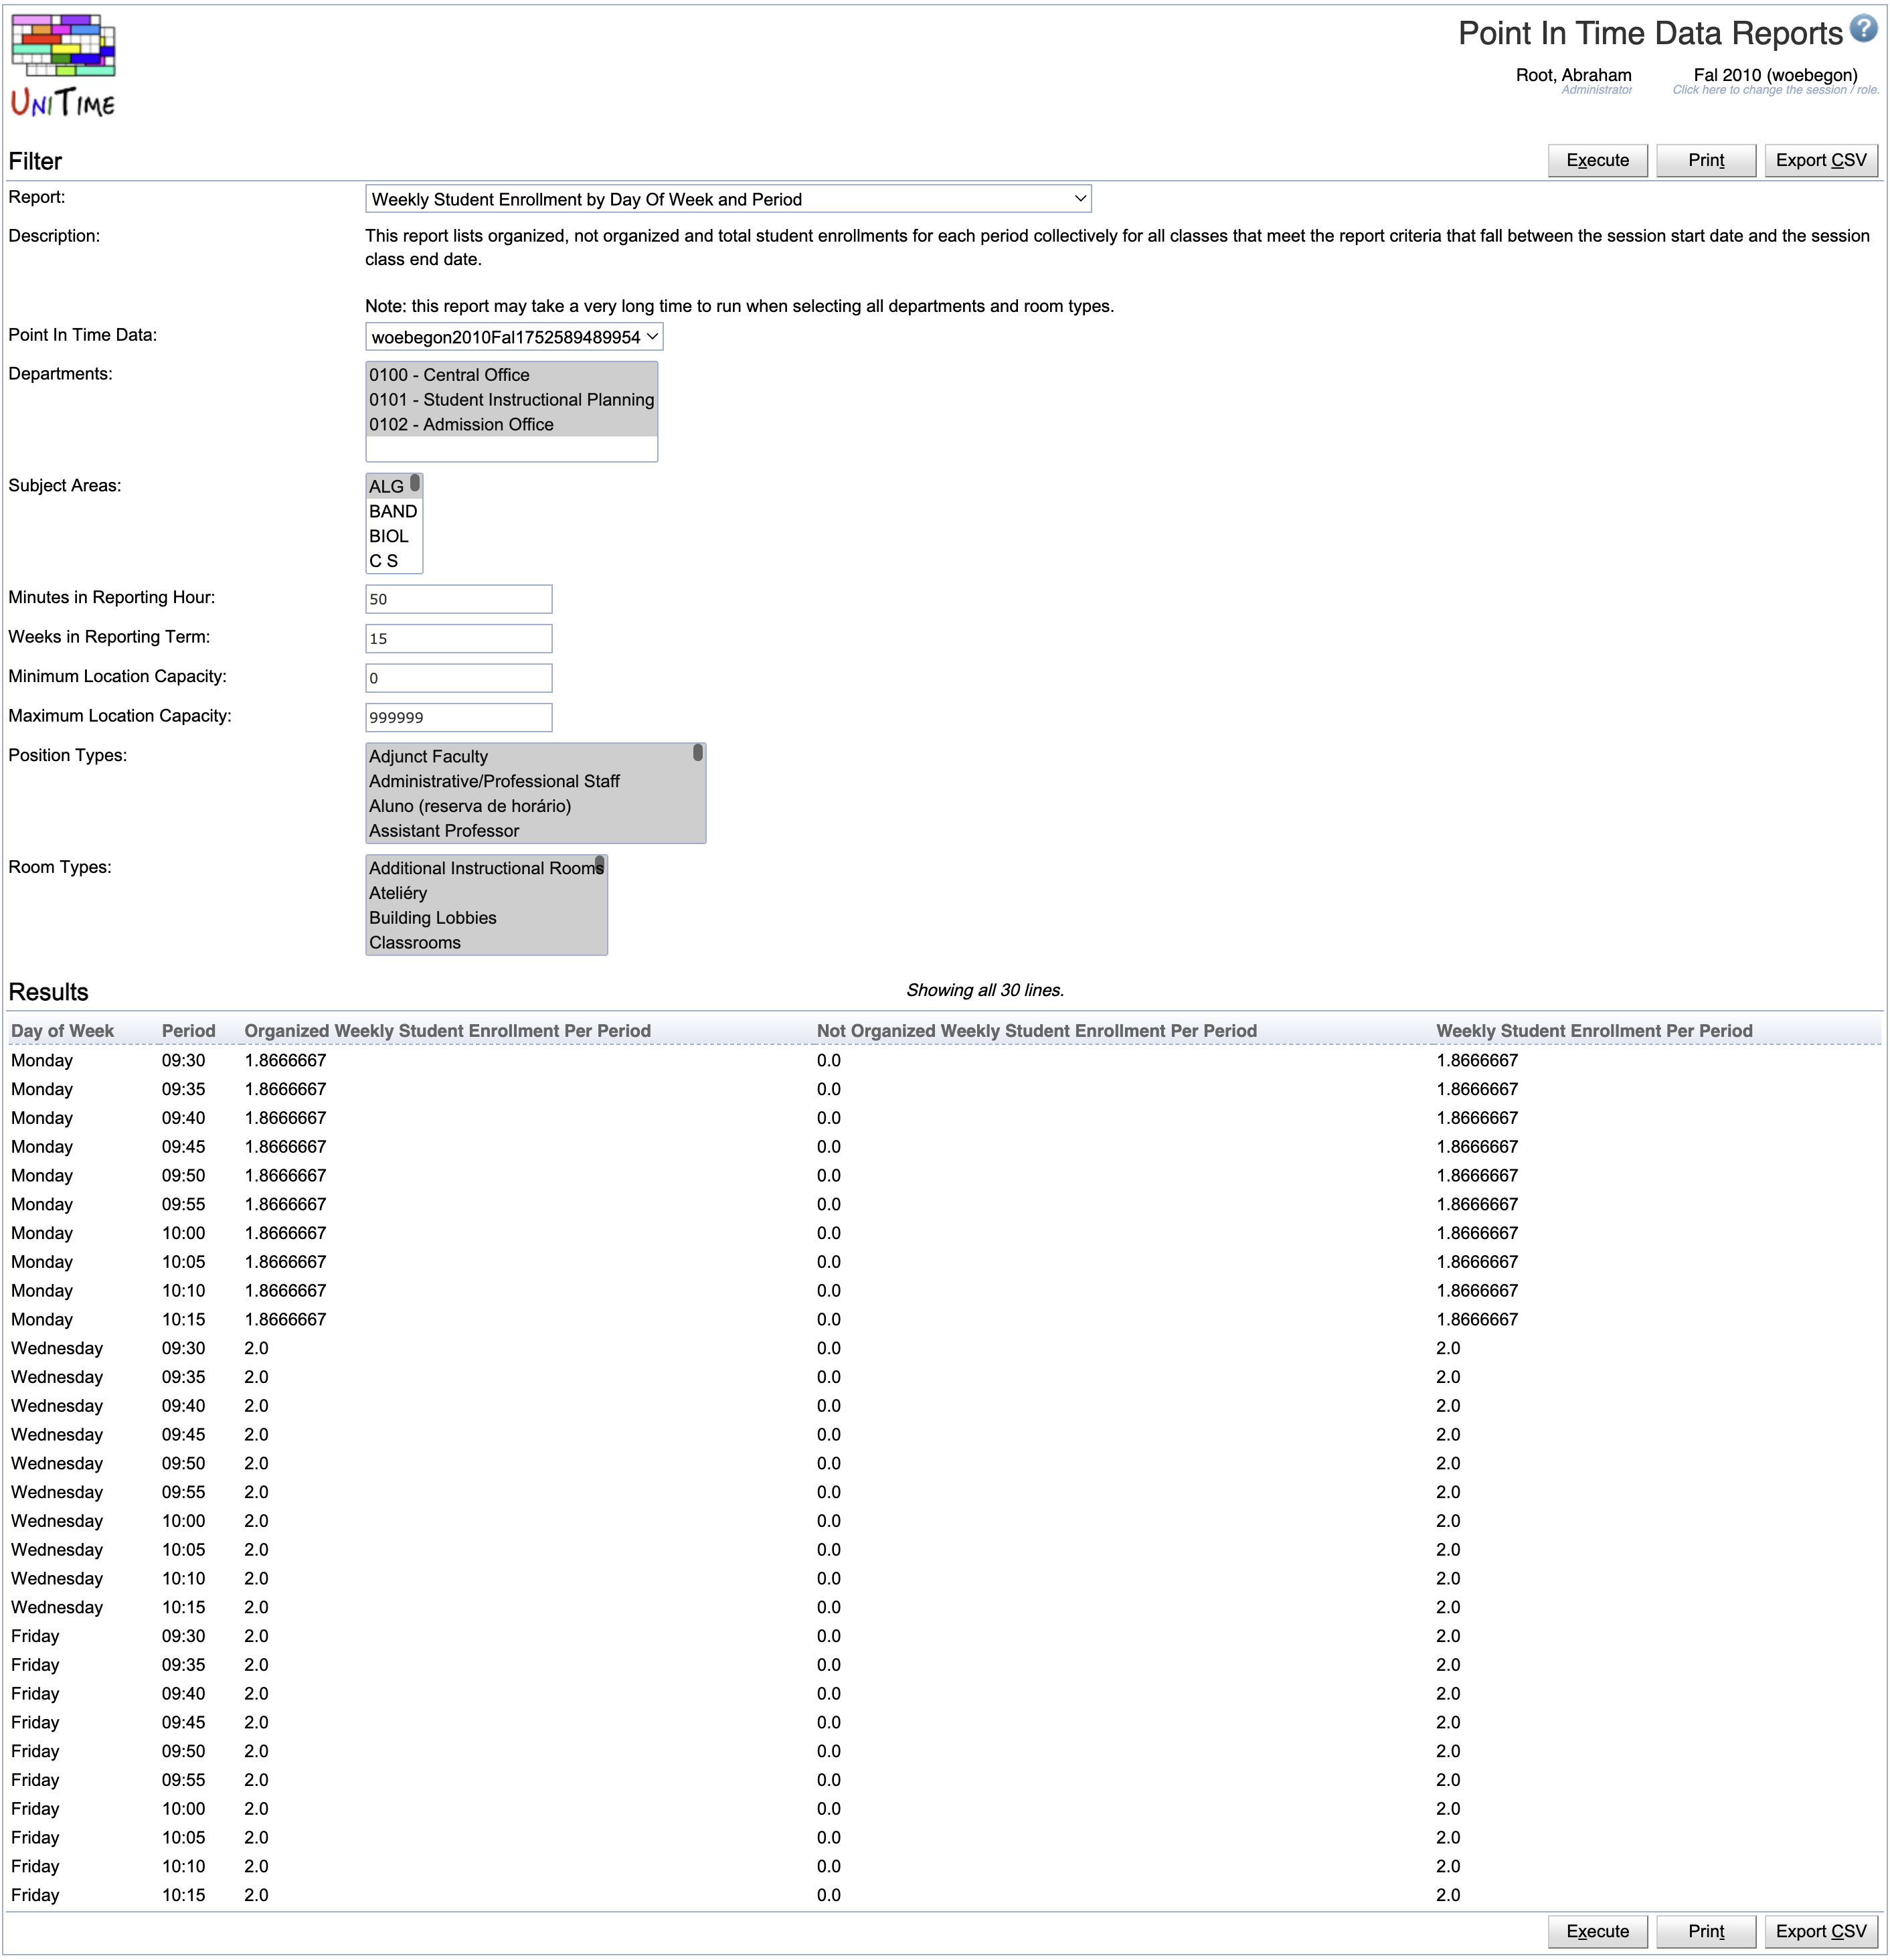 UniTime
Point In Time Data Reports ?
Root, Abraham Fal 2010 (woebegon)
Administrator Click here to change the session / role.
Filter Execute Print Export CSV
Report: Weekly Student Enrollment by Day Of Week and Period
Description: This report lists organized, not organized and total student enrollments for each period collectively for all classes that meet the report criteria that fall between the session start date and the session
class end date.
Note: this report may take a very long time to run when selecting all departments and room types.
Point In Time Data: woebegon2010Fal1752589489954
Departments: 0100 - Central Office
0101 - Student Instructional Planning
0102 - Admission Office
Subject Areas: ALG
BAND
BIOL
C S
Minutes in Reporting Hour: 50
Weeks in Reporting Term: 15
Minimum Location Capacity: 0
Maximum Location Capacity: 999999
Position Types: Adjunct Faculty
Administrative/Professional Staff
Aluno (reserva de horário)
Assistant Professor
Room Types: Additional Instructional Rooms
Ateliéry
Building Lobbies
Classrooms
Results Showing all 30 lines.
Day of Week Period Organized Weekly Student Enrollment Per Period Not Organized Weekly Student Enrollment Per Period Weekly Student Enrollment Per Period
Monday 09:30 1.8666667 0.0 1.8666667
Monday 09:35 1.8666667 0.0 1.8666667
Monday 09:40 1.8666667 0.0 1.8666667
Monday 09:45 1.8666667 0.0 1.8666667
Monday 09:50 1.8666667 0.0 1.8666667
Monday 09:55 1.8666667 0.0 1.8666667
Monday 10:00 1.8666667 0.0 1.8666667
Monday 10:05 1.8666667 0.0 1.8666667
Monday 10:10 1.8666667 0.0 1.8666667
Monday 10:15 1.8666667 0.0 1.8666667
Wednesday 09:30 2.0 0.0 2.0
Wednesday 09:35 2.0 0.0 2.0
Wednesday 09:40 2.0 0.0 2.0
Wednesday 09:45 2.0 0.0 2.0
Wednesday 09:50 2.0 0.0 2.0
Wednesday 09:55 2.0 0.0 2.0
Wednesday 10:00 2.0 0.0 2.0
Wednesday 10:05 2.0 0.0 2.0
Wednesday 10:10 2.0 0.0 2.0
Wednesday 10:15 2.0 0.0 2.0
Friday 09:30 2.0 0.0 2.0
Friday 09:35 2.0 0.0 2.0
Friday 09:40 2.0 0.0 2.0
Friday 09:45 2.0 0.0 2.0
Friday 09:50 2.0 0.0 2.0
Friday 09:55 2.0 0.0 2.0
Friday 10:00 2.0 0.0 2.0
Friday 10:05 2.0 0.0 2.0
Friday 10:10 2.0 0.0 2.0
Friday 10:15 2.0 0.0 2.0
Execute Print Export CSV